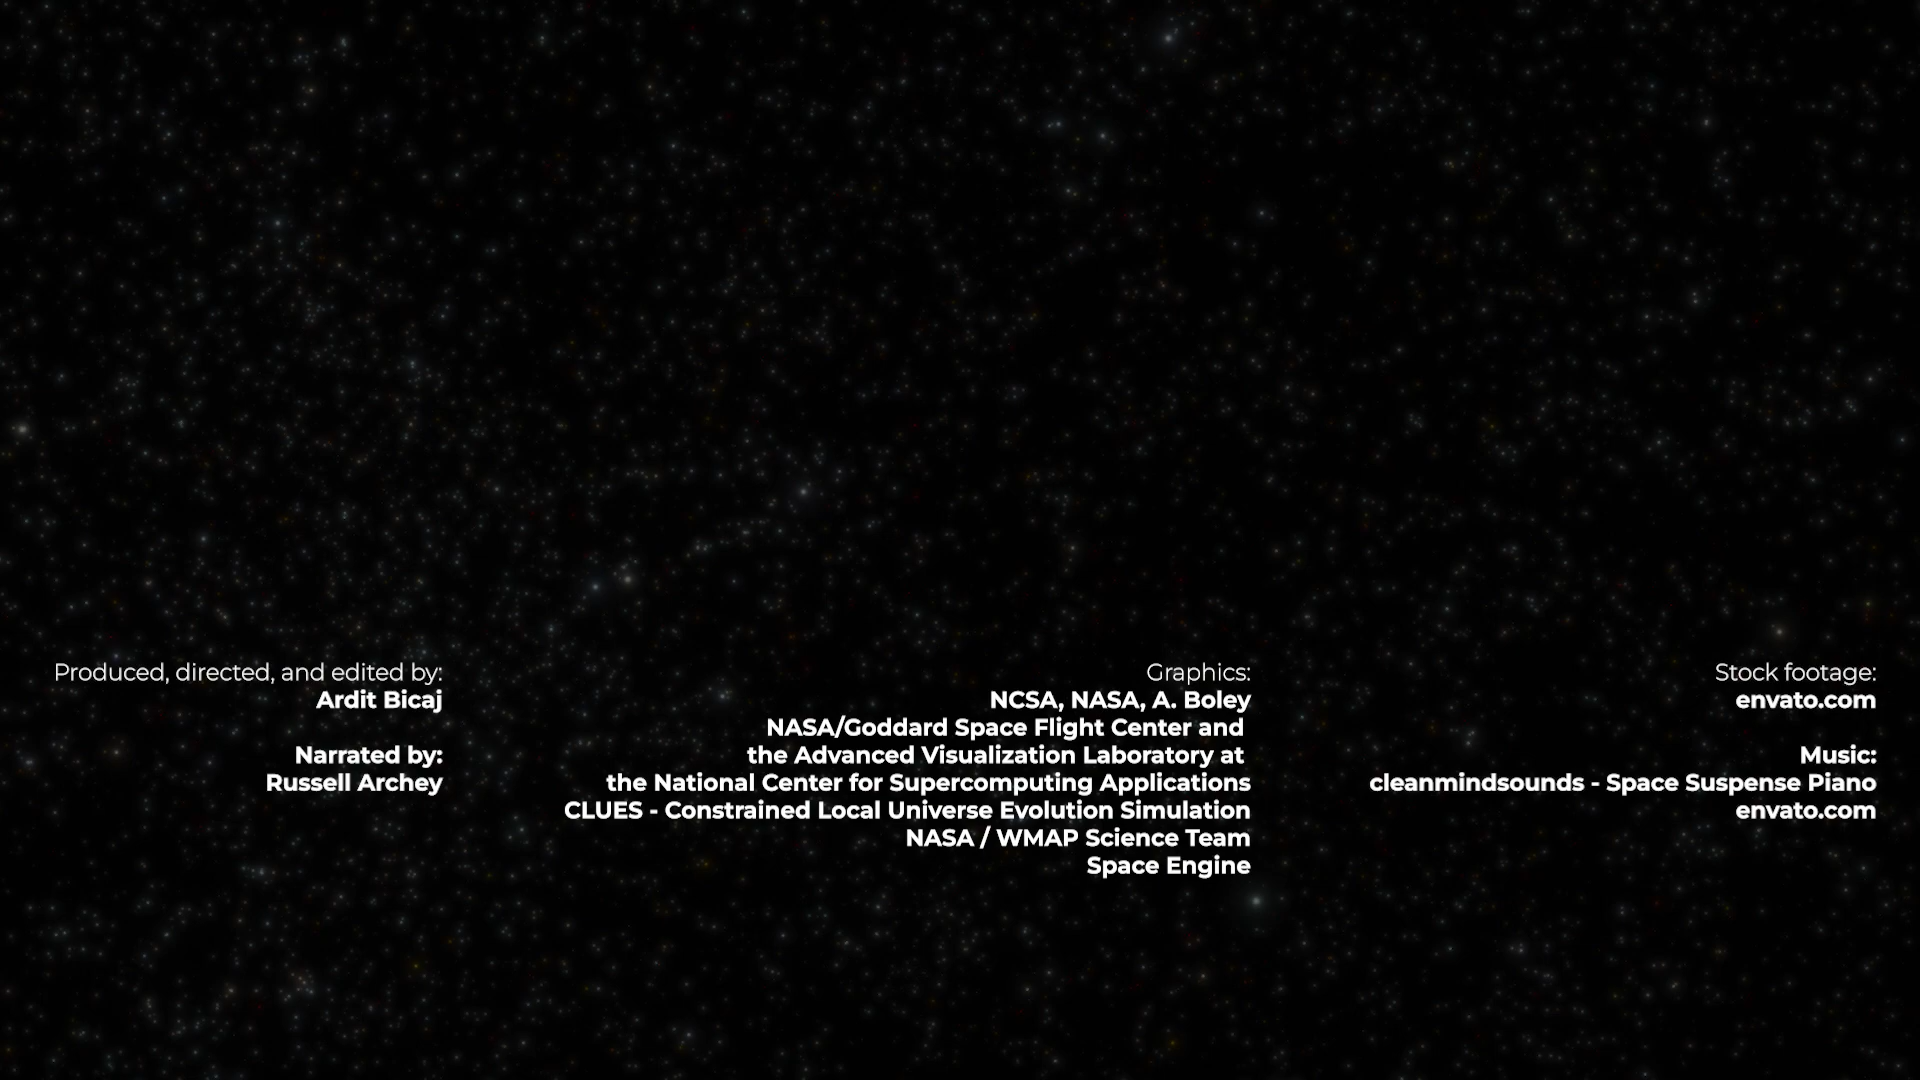 Produced, directed, and edited by:
Ardit Bicaj
Narrated by:
Russell Archey
Graphics:
NCSA, NASA, A. Boley
NASA/Goddard Space Flight Center and
the Advanced Visualization Laboratory at
the National Center for Supercomputing Applications
CLUES - Constrained Local Universe Evolution Simulation
NASA / WMAP Science Team
Space Engine
Stock footage:
envato.com
Music:
cleanmindsounds - Space Suspense Piano
envato.com